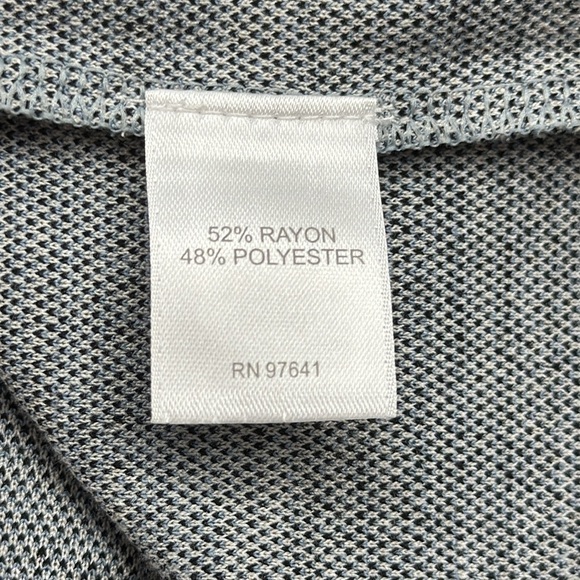 52% RAYON
48% POLYESTER
RN 97641